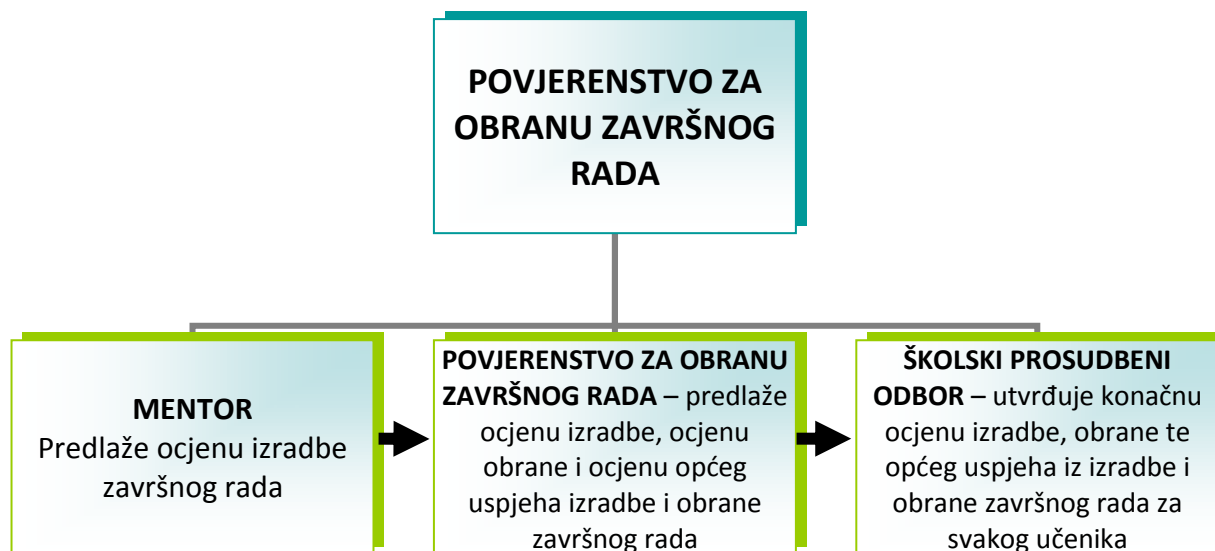 POVJERENSTVO ZA
OBRANU ZAVRŠNOG
RADA
MENTOR
Predlaže ocjenu izradbe
završnog rada
POVJERENSTVO ZA OBRANU
ZAVRŠNOG RADA – predlaže
ocjenu izradbe, ocjenu
obrane i ocjenu općeg
uspjeha izradbe i obrane
završnog rada
ŠKOLSKI PROSUDBENI
ODBOR – utvrđuje konačnu
ocjenu izradbe, obrane te
općeg uspjeha iz izradbe i
obrane završnog rada za
svakog učenika